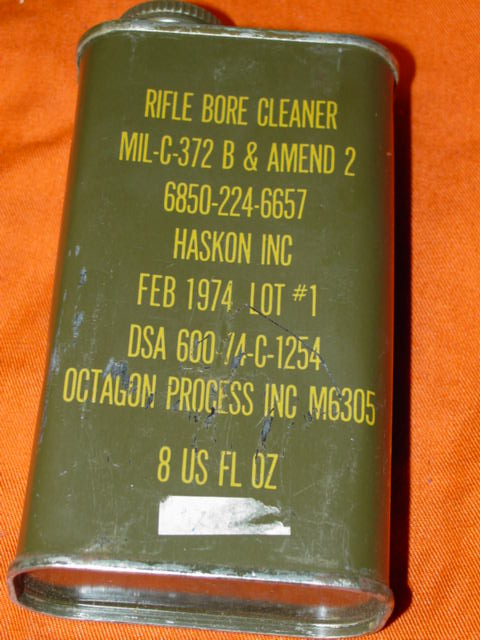 RIFLE BORE CLEANER
MIL-C-372 B & AMEND 2
6850-224-6657
HASKON INC
FEB 1974 LOT #1
DSA 600-74-C-1254
OCTAGON PROCESS INC M6305
8 US FL OZ